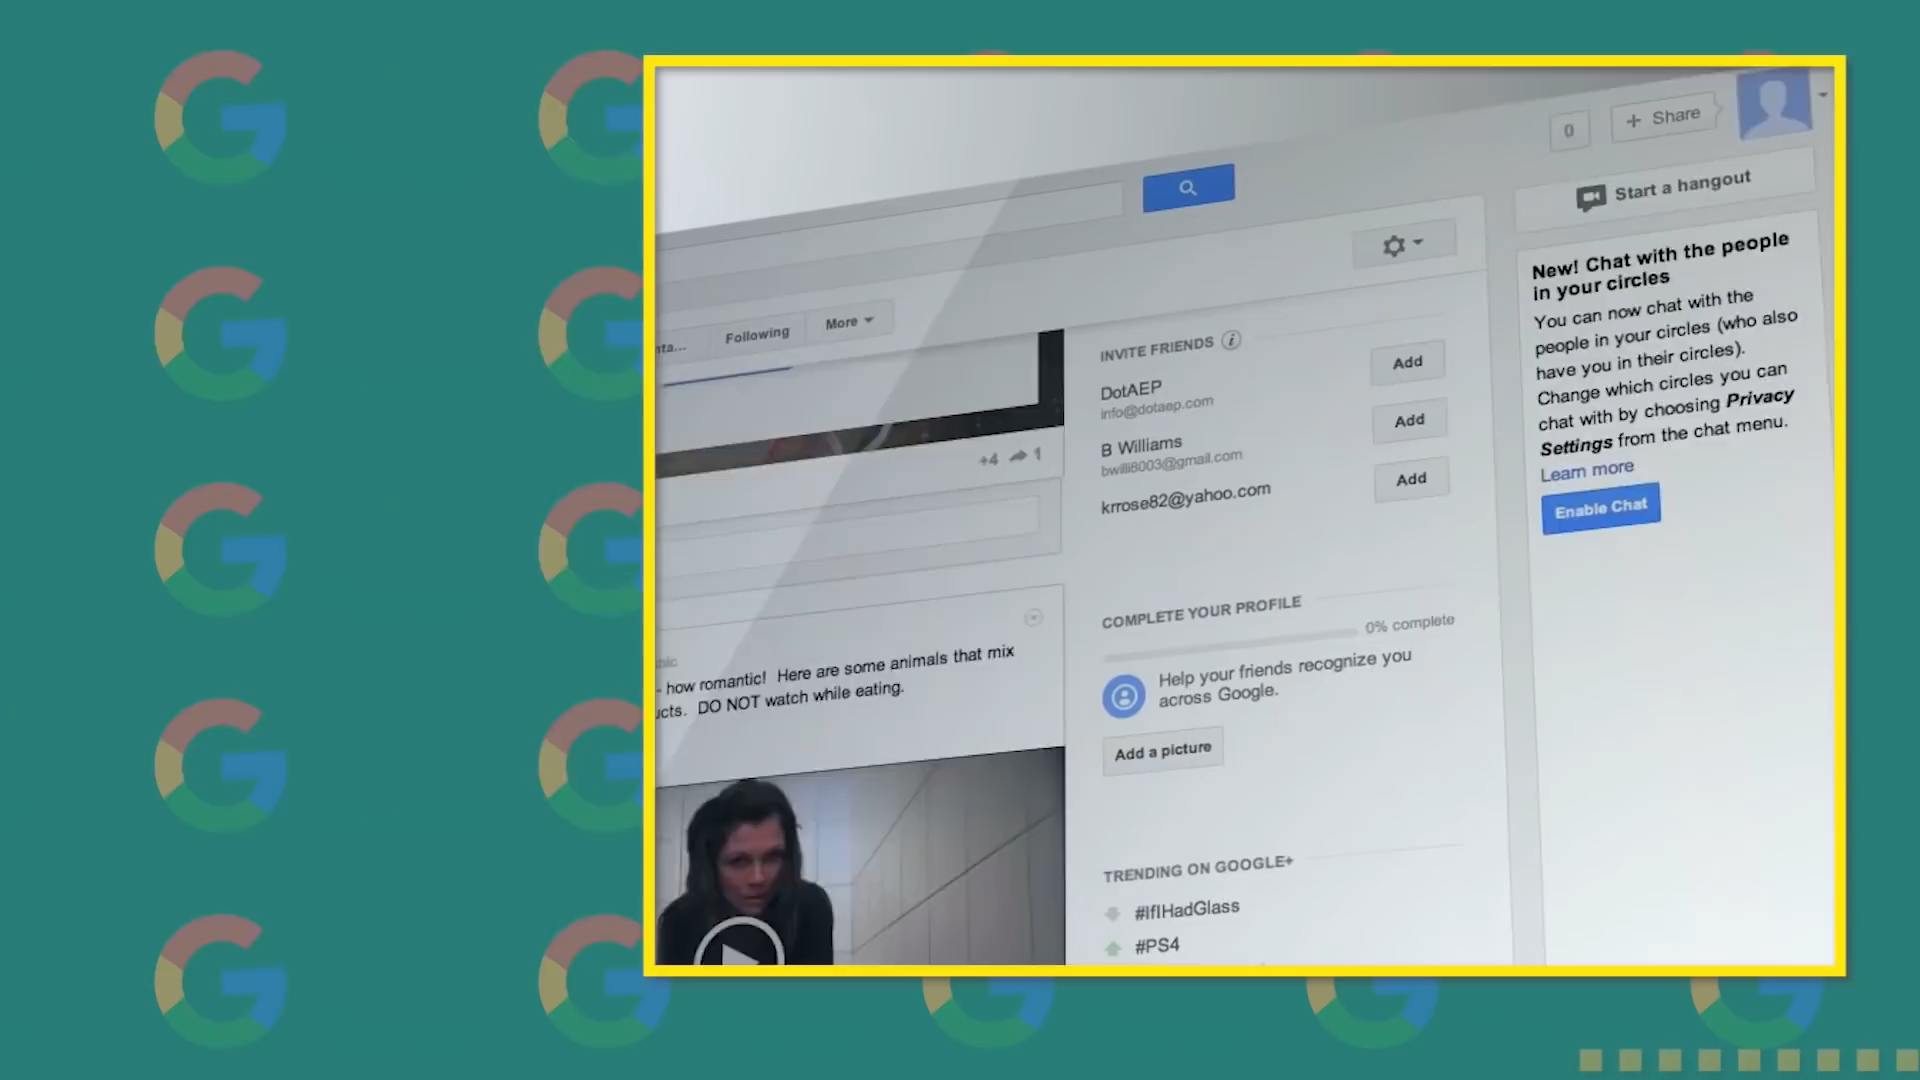 0
+ Share
Start a hangout
New! Chat with the people
in your circles
You can now chat with the
people in your circles (who also
have you in their circles).
Change which circles you can
chat with by choosing Privacy
Settings from the chat menu.
Learn more
Enable Chat
Following
More
INVITE FRIENDS
DotAEP
info@dotaep.com
Add
B Williams
bwilli8003@gmail.com
Add
krrose82@yahoo.com
Add
+4
1
COMPLETE YOUR PROFILE
0% complete
Help your friends recognize you
across Google.
Add a picture
- how romantic! Here are some animals that mix
DO NOT watch while eating.
TRENDING ON GOOGLE+
#IfIHadGlass
#PS4